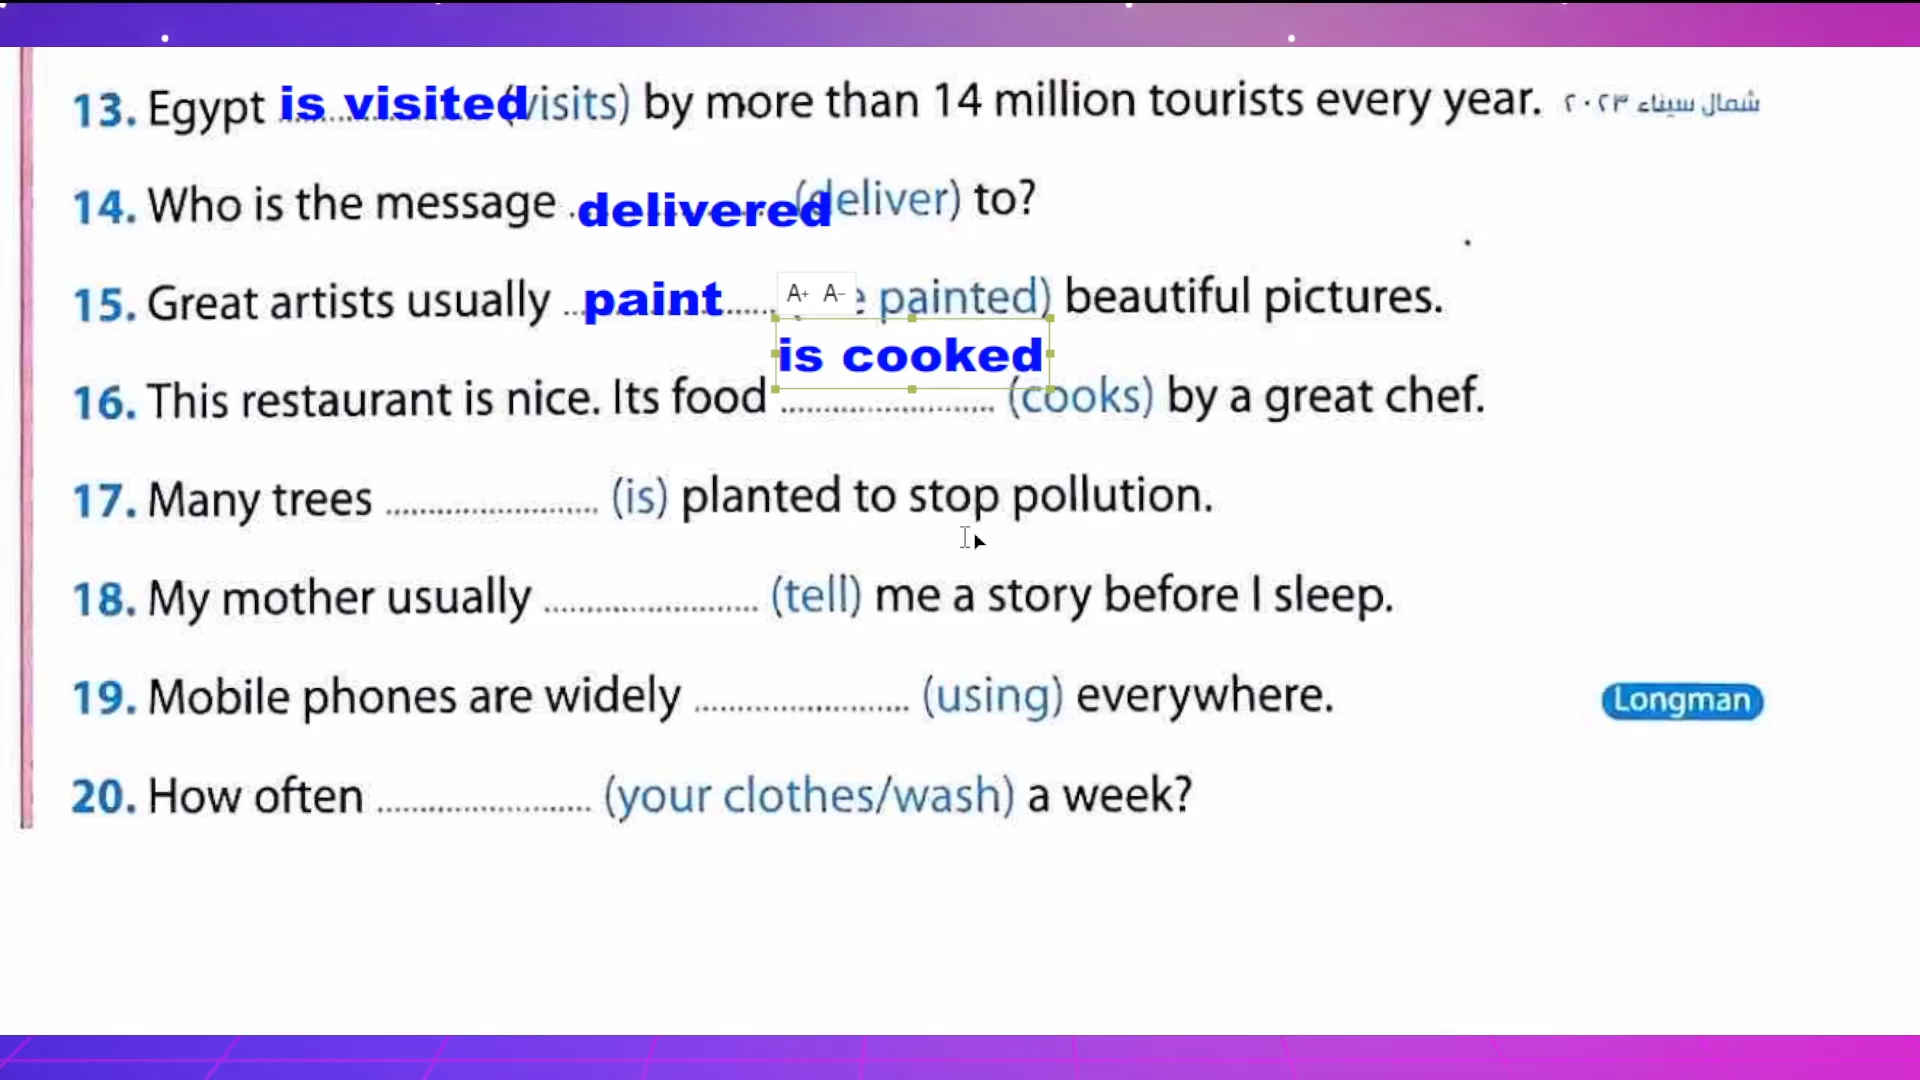 13. Egypt is visited (visits) by more than 14 million tourists every year. شمال سيناء ٢٠٢٣
14. Who is the message delivered (deliver) to?
15. Great artists usually paint painted) beautiful pictures.
A+ A-
is cooked
16. This restaurant is nice. Its food ........................ (cooks) by a great chef.
17. Many trees ........................ (is) planted to stop pollution.
18. My mother usually ........................ (tell) me a story before I sleep.
19. Mobile phones are widely ........................ (using) everywhere. Longman
20. How often ........................ (your clothes/wash) a week?